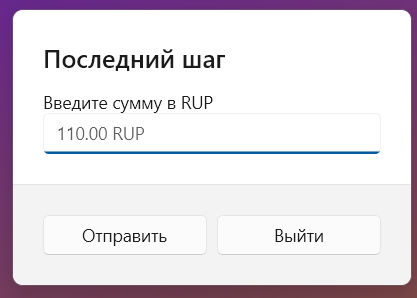 Последний шаг
Введите сумму в RUP
110.00 RUP
Отправить
Выйти